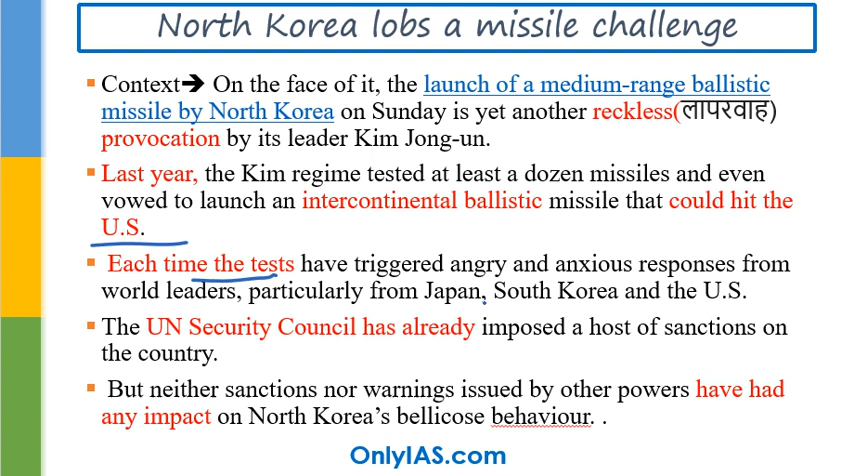 North Korea lobs a missile challenge
Context➔ On the face of it, the launch of a medium-range ballistic
missile by North Korea on Sunday is yet another reckless(लापरवाह)
provocation by its leader Kim Jong-un.
Last year, the Kim regime tested at least a dozen missiles and even
vowed to launch an intercontinental ballistic missile that could hit the
U.S.
Each time the tests have triggered angry and anxious responses from
world leaders, particularly from Japan, South Korea and the U.S.
The UN Security Council has already imposed a host of sanctions on
the country.
But neither sanctions nor warnings issued by other powers have had
any impact on North Korea's bellicose behaviour. .
OnlyIAS.com